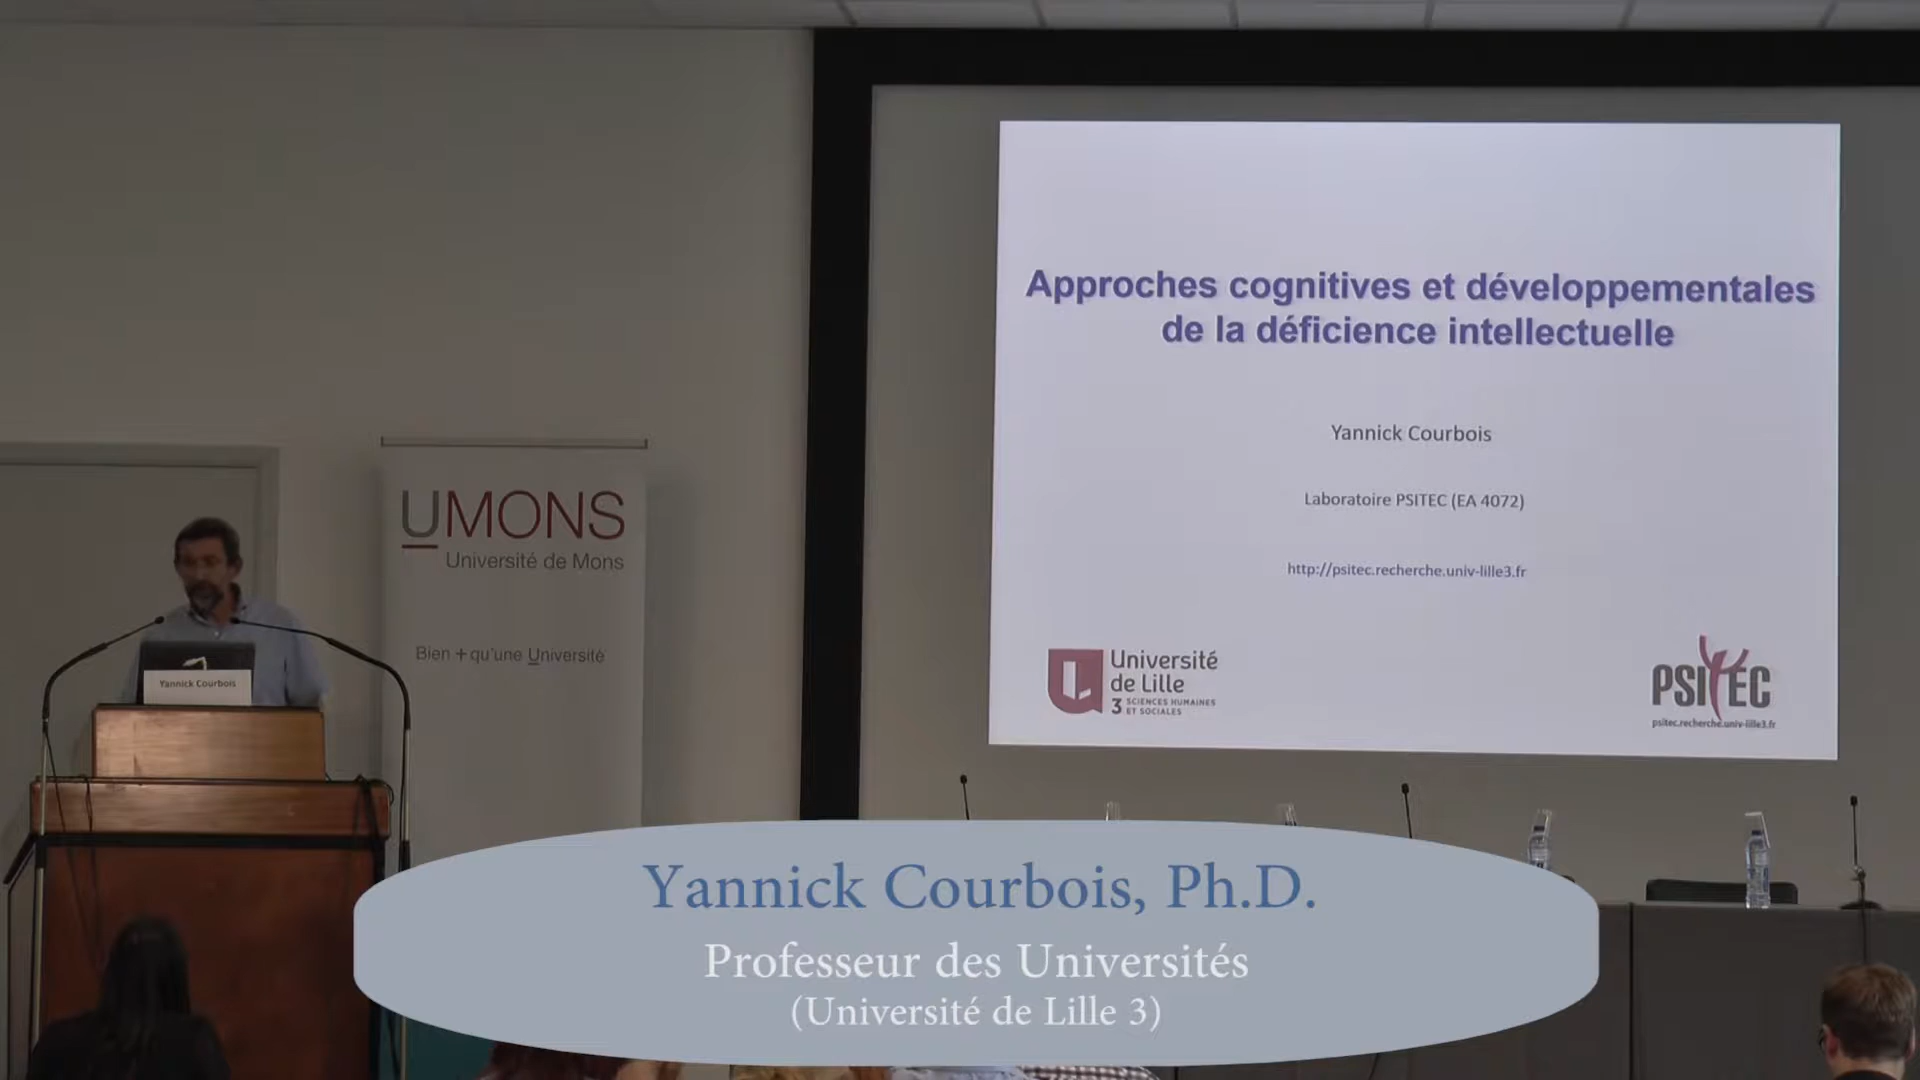 Approches cognitives et développementales
de la déficience intellectuelle
Yannick Courbois
Laboratoire PSITEC (EA 4072)
http://psitec.recherche.univ-lille3.fr
Université
de Lille
3 SCIENCES HUMAINES
ET SOCIALES
PSITEC
psitec.recherche.univ-lille3.fr
UMONS
Université de Mons
Bien + qu'une Université
Yannick Courbois
Yannick Courbois, Ph.D.
Professeur des Universités
(Université de Lille 3)